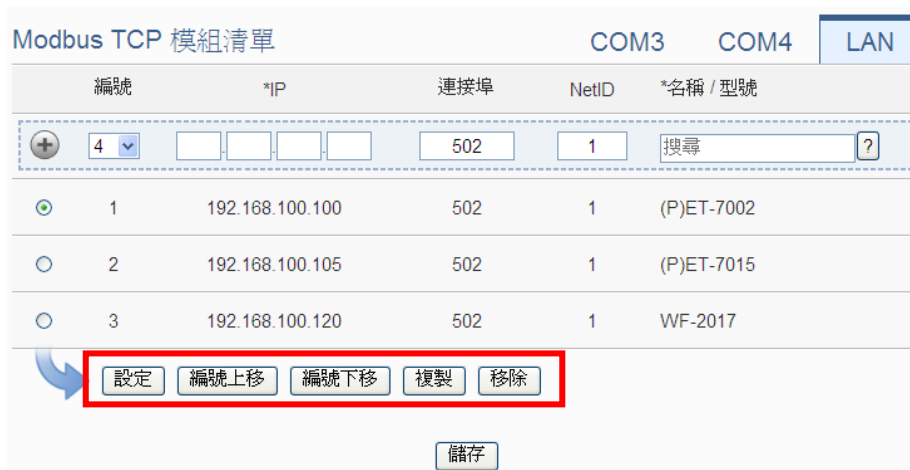 Modbus TCP 模組清單 COM3 COM4 LAN
編號 *IP 連接埠 NetID *名稱 / 型號
4 . . . 502 1 搜尋 ?
1 192.168.100.100 502 1 (P)ET-7002
2 192.168.100.105 502 1 (P)ET-7015
3 192.168.100.120 502 1 WF-2017
設定 編號上移 編號下移 複製 移除
儲存